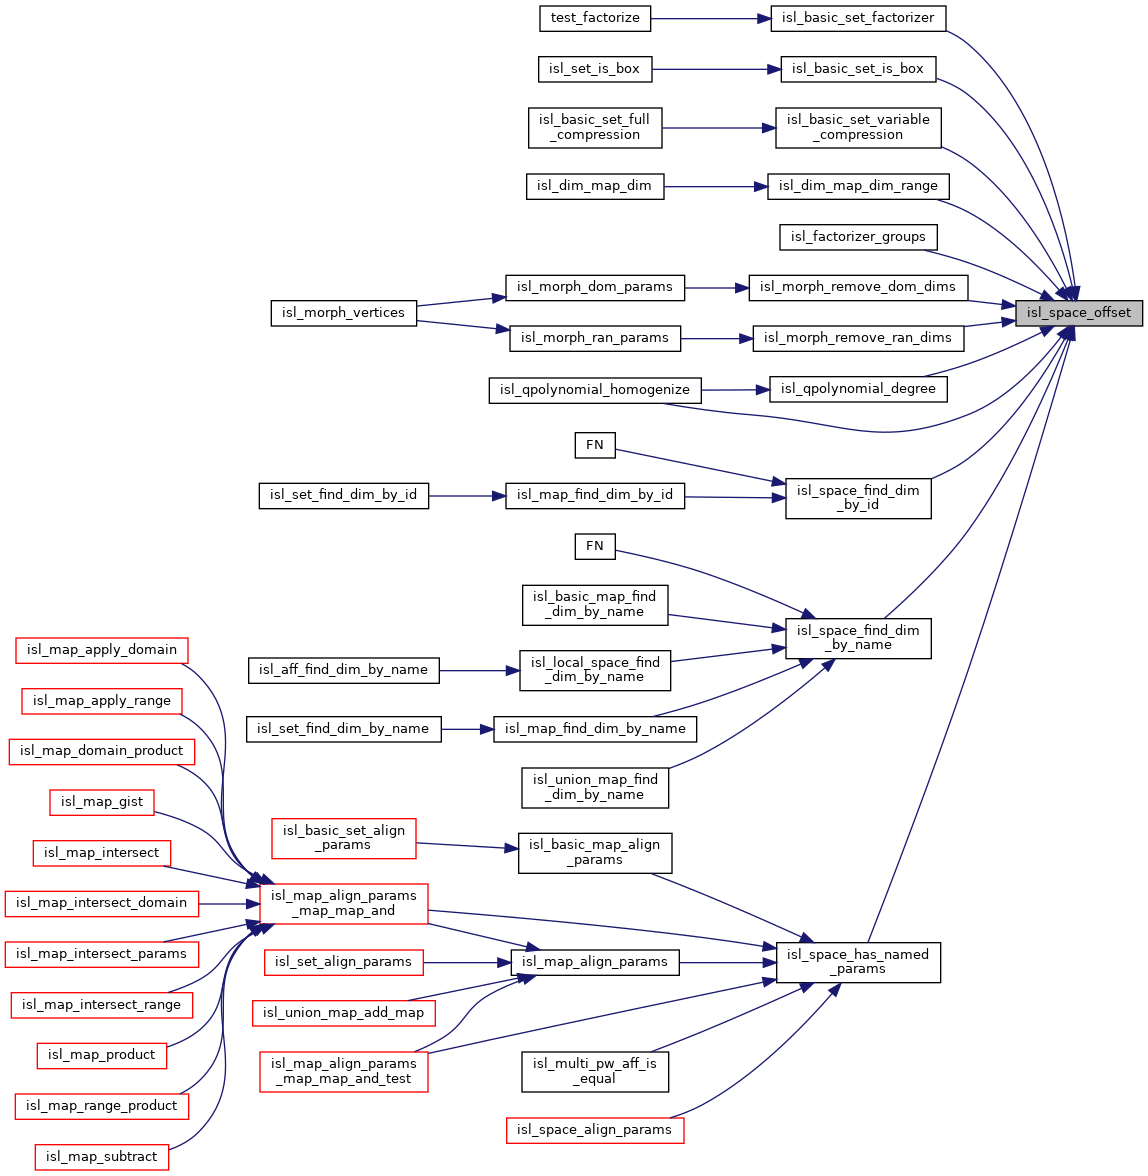 test_factorize
isl_basic_set_factorizer
isl_set_is_box
isl_basic_set_is_box
isl_basic_set_full
_compression
isl_basic_set_variable
_compression
isl_dim_map_dim
isl_dim_map_dim_range
isl_factorizer_groups
isl_morph_dom_params
isl_morph_remove_dom_dims
isl_morph_vertices
isl_space_offset
isl_morph_ran_params
isl_morph_remove_ran_dims
isl_qpolynomial_homogenize
isl_qpolynomial_degree
FN
isl_set_find_dim_by_id
isl_map_find_dim_by_id
isl_space_find_dim
_by_id
FN
isl_basic_map_find
_dim_by_name
isl_space_find_dim
_by_name
isl_map_apply_domain
isl_aff_find_dim_by_name
isl_local_space_find
_dim_by_name
isl_map_apply_range
isl_set_find_dim_by_name
isl_map_find_dim_by_name
isl_map_domain_product
isl_union_map_find
_dim_by_name
isl_map_gist
isl_basic_set_align
_params
isl_basic_map_align
_params
isl_map_intersect
isl_map_intersect_domain
isl_map_align_params
_map_map_and
isl_map_intersect_params
isl_set_align_params
isl_map_align_params
isl_space_has_named
_params
isl_map_intersect_range
isl_union_map_add_map
isl_map_product
isl_map_align_params
_map_map_and_test
isl_multi_pw_aff_is
_equal
isl_map_range_product
isl_space_align_params
isl_map_subtract